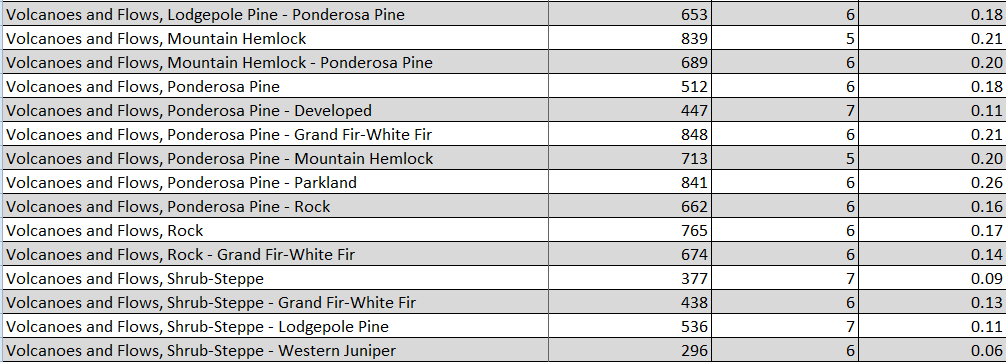 Volcanoes and Flows, Lodgepole Pine - Ponderosa Pine 653 6 0.18
Volcanoes and Flows, Mountain Hemlock 839 5 0.21
Volcanoes and Flows, Mountain Hemlock - Ponderosa Pine 689 6 0.20
Volcanoes and Flows, Ponderosa Pine 512 6 0.18
Volcanoes and Flows, Ponderosa Pine - Developed 447 7 0.11
Volcanoes and Flows, Ponderosa Pine - Grand Fir-White Fir 848 6 0.21
Volcanoes and Flows, Ponderosa Pine - Mountain Hemlock 713 5 0.20
Volcanoes and Flows, Ponderosa Pine - Parkland 841 6 0.26
Volcanoes and Flows, Ponderosa Pine - Rock 662 6 0.16
Volcanoes and Flows, Rock 765 6 0.17
Volcanoes and Flows, Rock - Grand Fir-White Fir 674 6 0.14
Volcanoes and Flows, Shrub-Steppe 377 7 0.09
Volcanoes and Flows, Shrub-Steppe - Grand Fir-White Fir 438 6 0.13
Volcanoes and Flows, Shrub-Steppe - Lodgepole Pine 536 7 0.11
Volcanoes and Flows, Shrub-Steppe - Western Juniper 296 6 0.06